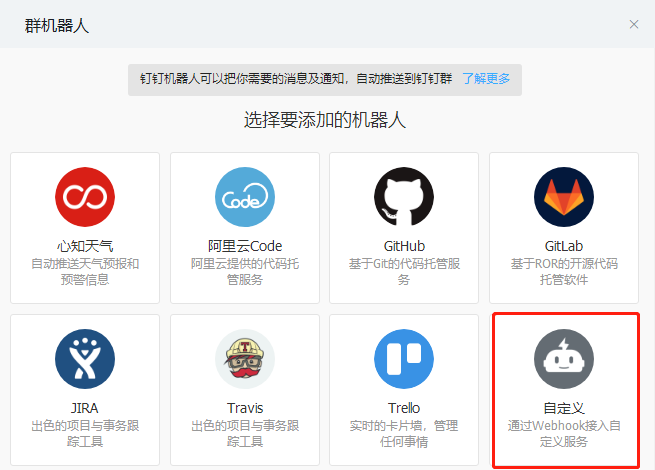 群机器人
钉钉机器人可以把你需要的消息及通知，自动推送到钉钉群 了解更多
选择要添加的机器人
心知天气
自动推送天气预报和
预警信息
Code
阿里云Code
阿里云提供的代码托
管服务
GitHub
基于Git的代码托管服
务
GitLab
基于ROR的开源代码
托管软件
JIRA
出色的项目与事务跟
踪工具
T
Travis
出色的项目与事务跟
踪工具
Trello
实时的卡片墙，管理
任何事情
自定义
通过Webhook接入自
定义服务